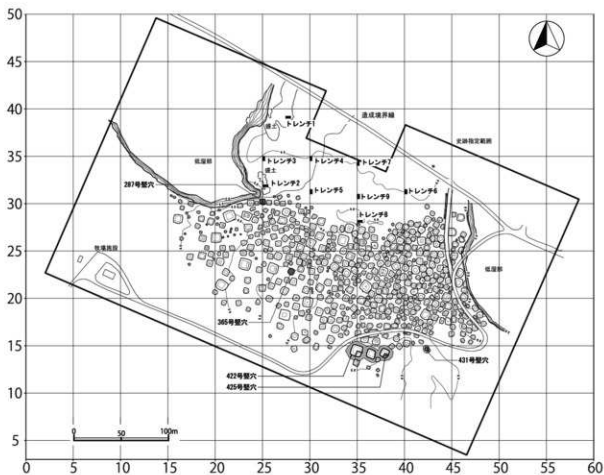 50
45
40
35
30
25
20
15
10
5
造成境界線
史跡指定範囲
トレンチ1
盛土
低湿部
トレンチ3
トレンチ4
トレンチ7
盛土
トレンチ2
トレンチ5
トレンチ9
トレンチ6
トレンチ8
287号竪穴
牧場施設
低湿部
365号竪穴
422号竪穴
425号竪穴
431号竪穴
0 50 100m
0 5 10 15 20 25 30 35 40 45 50 55 60